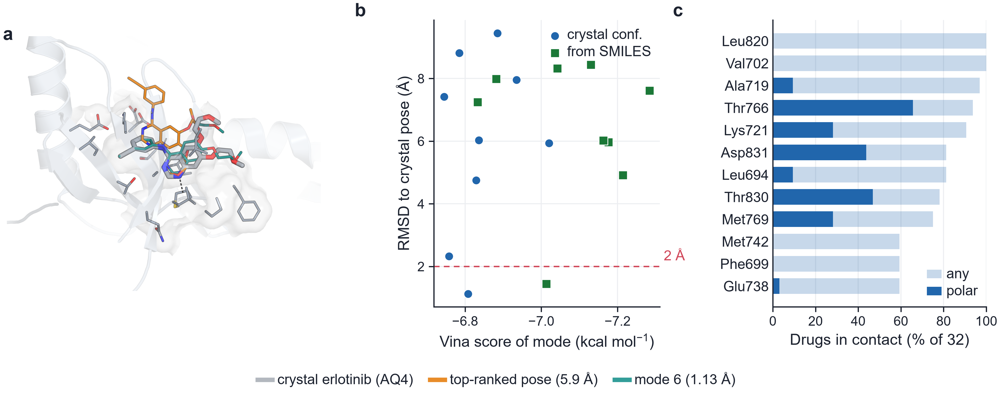 a
b
crystal conf.
from SMILES
8
6
4
2
2 Å
RMSD to crystal pose (Å)
−6.8
−7.0
−7.2
Vina score of mode (kcal mol⁻¹)
c
Leu820
Val702
Ala719
Thr766
Lys721
Asp831
Leu694
Thr830
Met769
Met742
Phe699
Glu738
any
polar
0
20
40
60
80
100
Drugs in contact (% of 32)
crystal erlotinib (AQ4)
top-ranked pose (5.9 Å)
mode 6 (1.13 Å)